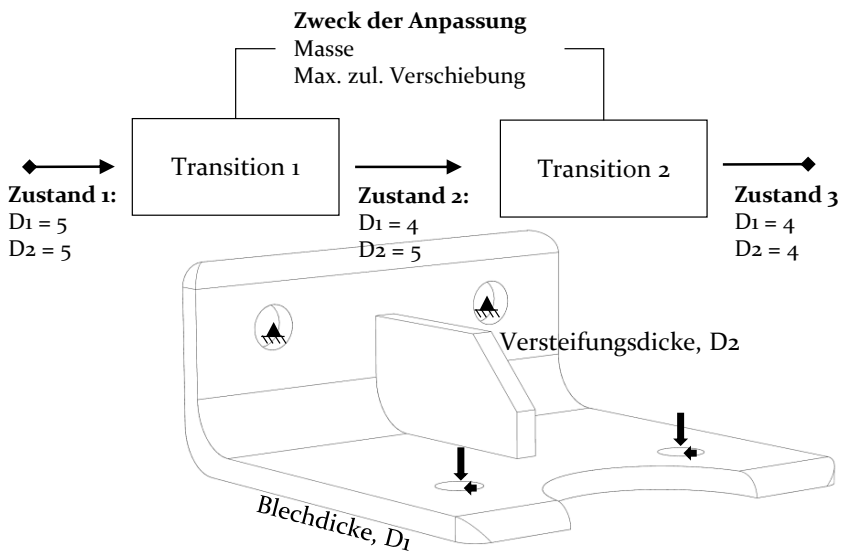 Zweck der Anpassung
Masse
Max. zul. Verschiebung
Transition 1
Transition 2
Zustand 1:
D1 = 5
D2 = 5
Zustand 2:
D1 = 4
D2 = 5
Zustand 3
D1 = 4
D2 = 4
Versteifungsdicke, D2
Blechdicke, D1